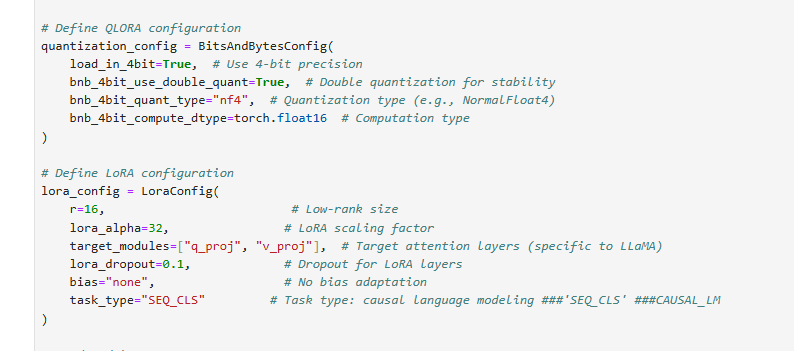 # Define QLORA configuration
quantization_config = BitsAndBytesConfig(
    load_in_4bit=True,  # Use 4-bit precision
    bnb_4bit_use_double_quant=True,  # Double quantization for stability
    bnb_4bit_quant_type="nf4",  # Quantization type (e.g., NormalFloat4)
    bnb_4bit_compute_dtype=torch.float16  # Computation type
)
# Define LoRA configuration
lora_config = LoraConfig(
    r=16,                          # Low-rank size
    lora_alpha=32,                # LoRA scaling factor
    target_modules=["q_proj", "v_proj"],  # Target attention layers (specific to LLaMA)
    lora_dropout=0.1,             # Dropout for LoRA layers
    bias="none",                  # No bias adaptation
    task_type="SEQ_CLS"         # Task type: causal language modeling ###'SEQ_CLS' ###CAUSAL_LM
)